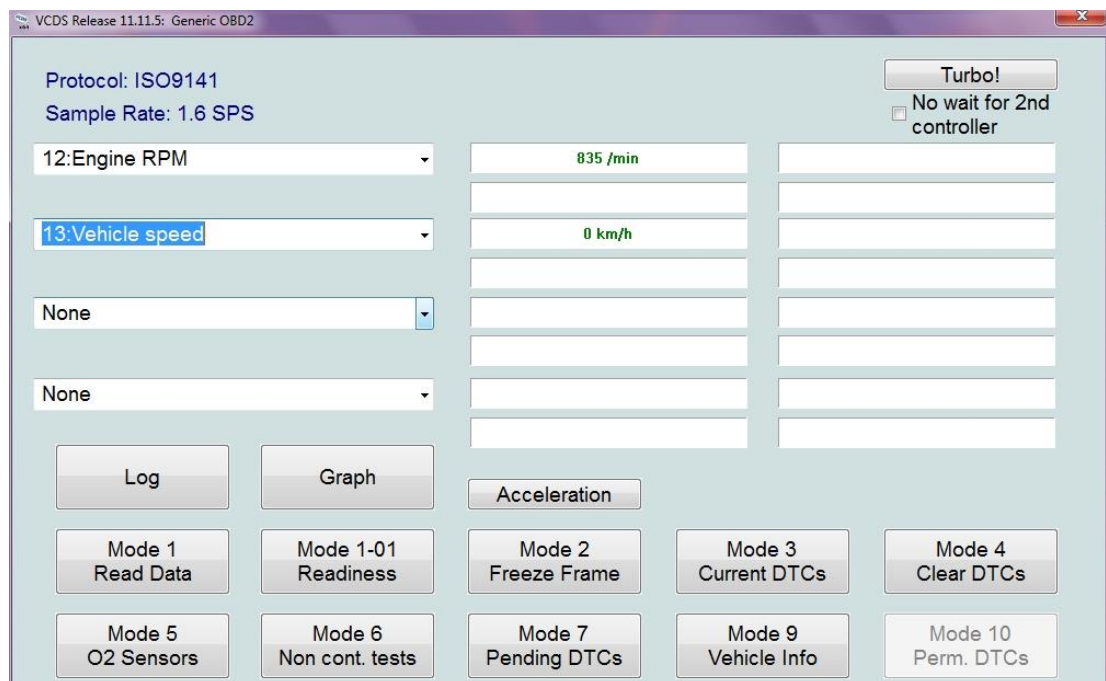 VCDS Release 11.11.5: Generic OBD2
Protocol: ISO9141
Sample Rate: 1.6 SPS
Turbo!
No wait for 2nd
controller
12:Engine RPM
835 /min
13:Vehicle speed
0 km/h
None
None
Log
Graph
Acceleration
Mode 1
Read Data
Mode 1-01
Readiness
Mode 2
Freeze Frame
Mode 3
Current DTCs
Mode 4
Clear DTCs
Mode 5
O2 Sensors
Mode 6
Non cont. tests
Mode 7
Pending DTCs
Mode 9
Vehicle Info
Mode 10
Perm. DTCs